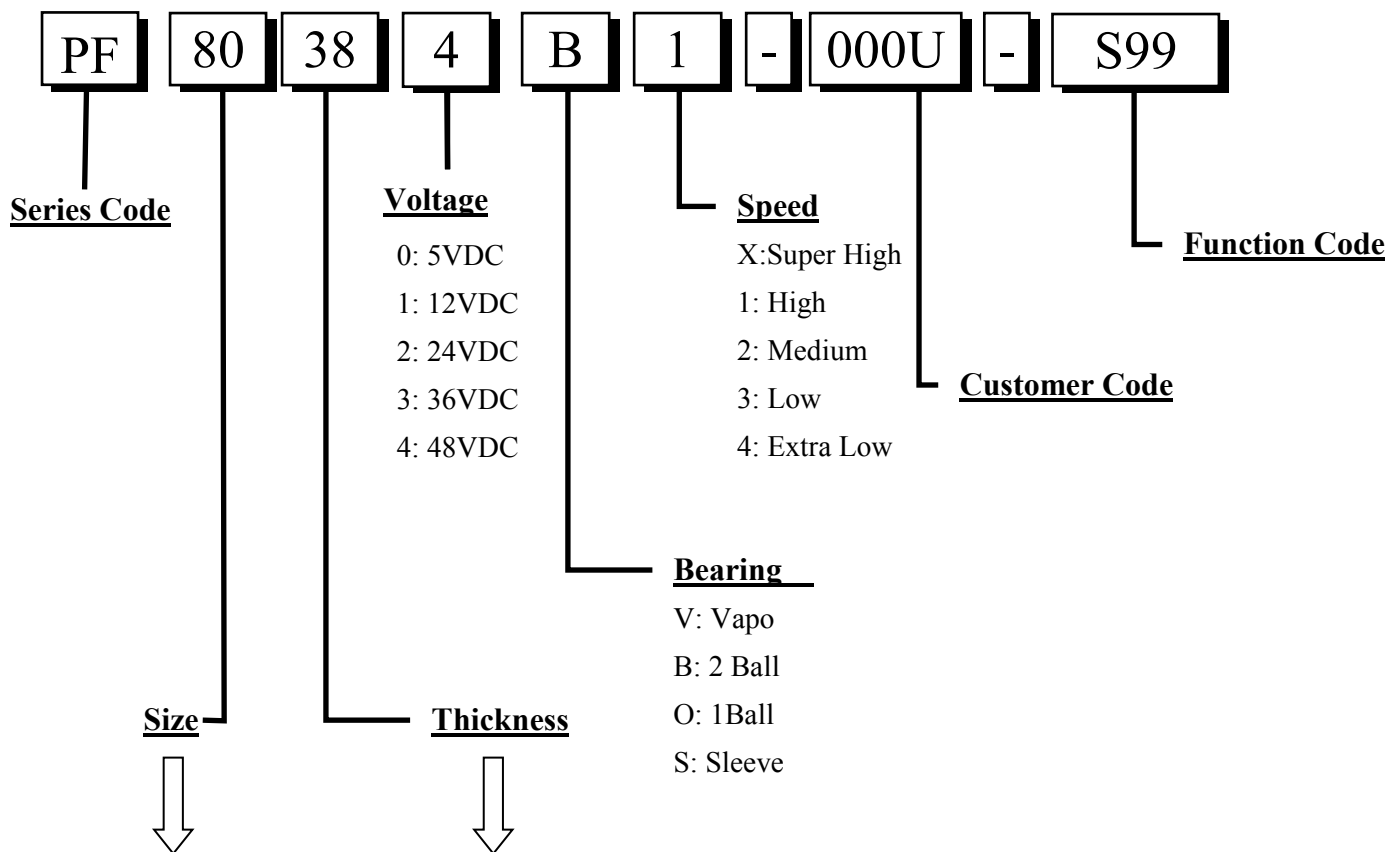 PF 80 38 4 B 1 - 000U - S99
Series Code
Voltage
0: 5VDC
1: 12VDC
2: 24VDC
3: 36VDC
4: 48VDC
Speed
X:Super High
1: High
2: Medium
3: Low
4: Extra Low
Function Code
Customer Code
Bearing
V: Vapo
B: 2 Ball
O: 1Ball
S: Sleeve
Size
Thickness